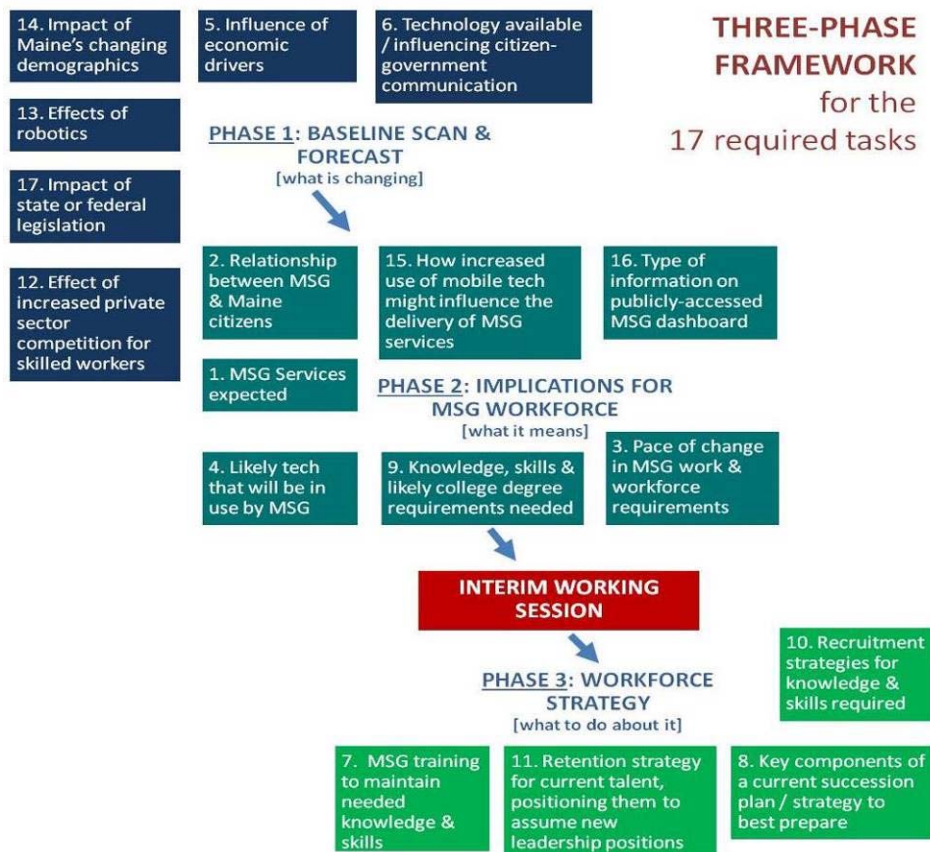 14. Impact of
Maine's changing
demographics
5. Influence of
economic
drivers
6. Technology available
/ influencing citizen-
government
communication
THREE-PHASE
FRAMEWORK
for the
17 required tasks
13. Effects of
robotics
PHASE 1: BASELINE SCAN &
FORECAST
[what is changing]
17. Impact of
state or federal
legislation
12. Effect of
increased private
sector
competition for
skilled workers
2. Relationship
between MSG
& Maine
citizens
15. How increased
use of mobile tech
might influence the
delivery of MSG
services
16. Type of
information on
publicly-accessed
MSG dashboard
1. MSG Services
expected
PHASE 2: IMPLICATIONS FOR
MSG WORKFORCE
[what it means]
4. Likely tech
that will be in
use by MSG
9. Knowledge, skills &
likely college degree
requirements needed
3. Pace of change
in MSG work &
workforce
requirements
INTERIM WORKING
SESSION
PHASE 3: WORKFORCE
STRATEGY
[what to do about it]
10. Recruitment
strategies for
knowledge &
skills required
7. MSG training
to maintain
needed
knowledge &
skills
11. Retention strategy
for current talent,
positioning them to
assume new
leadership positions
8. Key components of
a current succession
plan / strategy to
best prepare